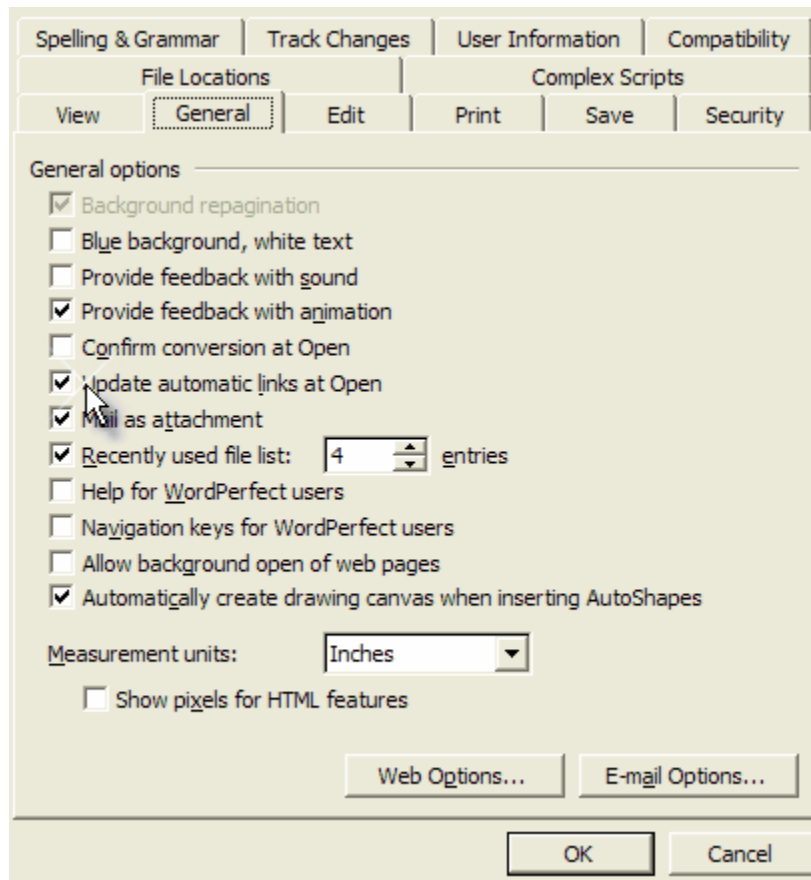 Spelling & Grammar Track Changes User Information Compatibility
File Locations Complex Scripts
View General Edit Print Save Security
General options
Background repagination
Blue background, white text
Provide feedback with sound
Provide feedback with animation
Confirm conversion at Open
Update automatic links at Open
Mail as attachment
Recently used file list: 4 entries
Help for WordPerfect users
Navigation keys for WordPerfect users
Allow background open of web pages
Automatically create drawing canvas when inserting AutoShapes
Measurement units: Inches
Show pixels for HTML features
Web Options... E-mail Options...
OK Cancel